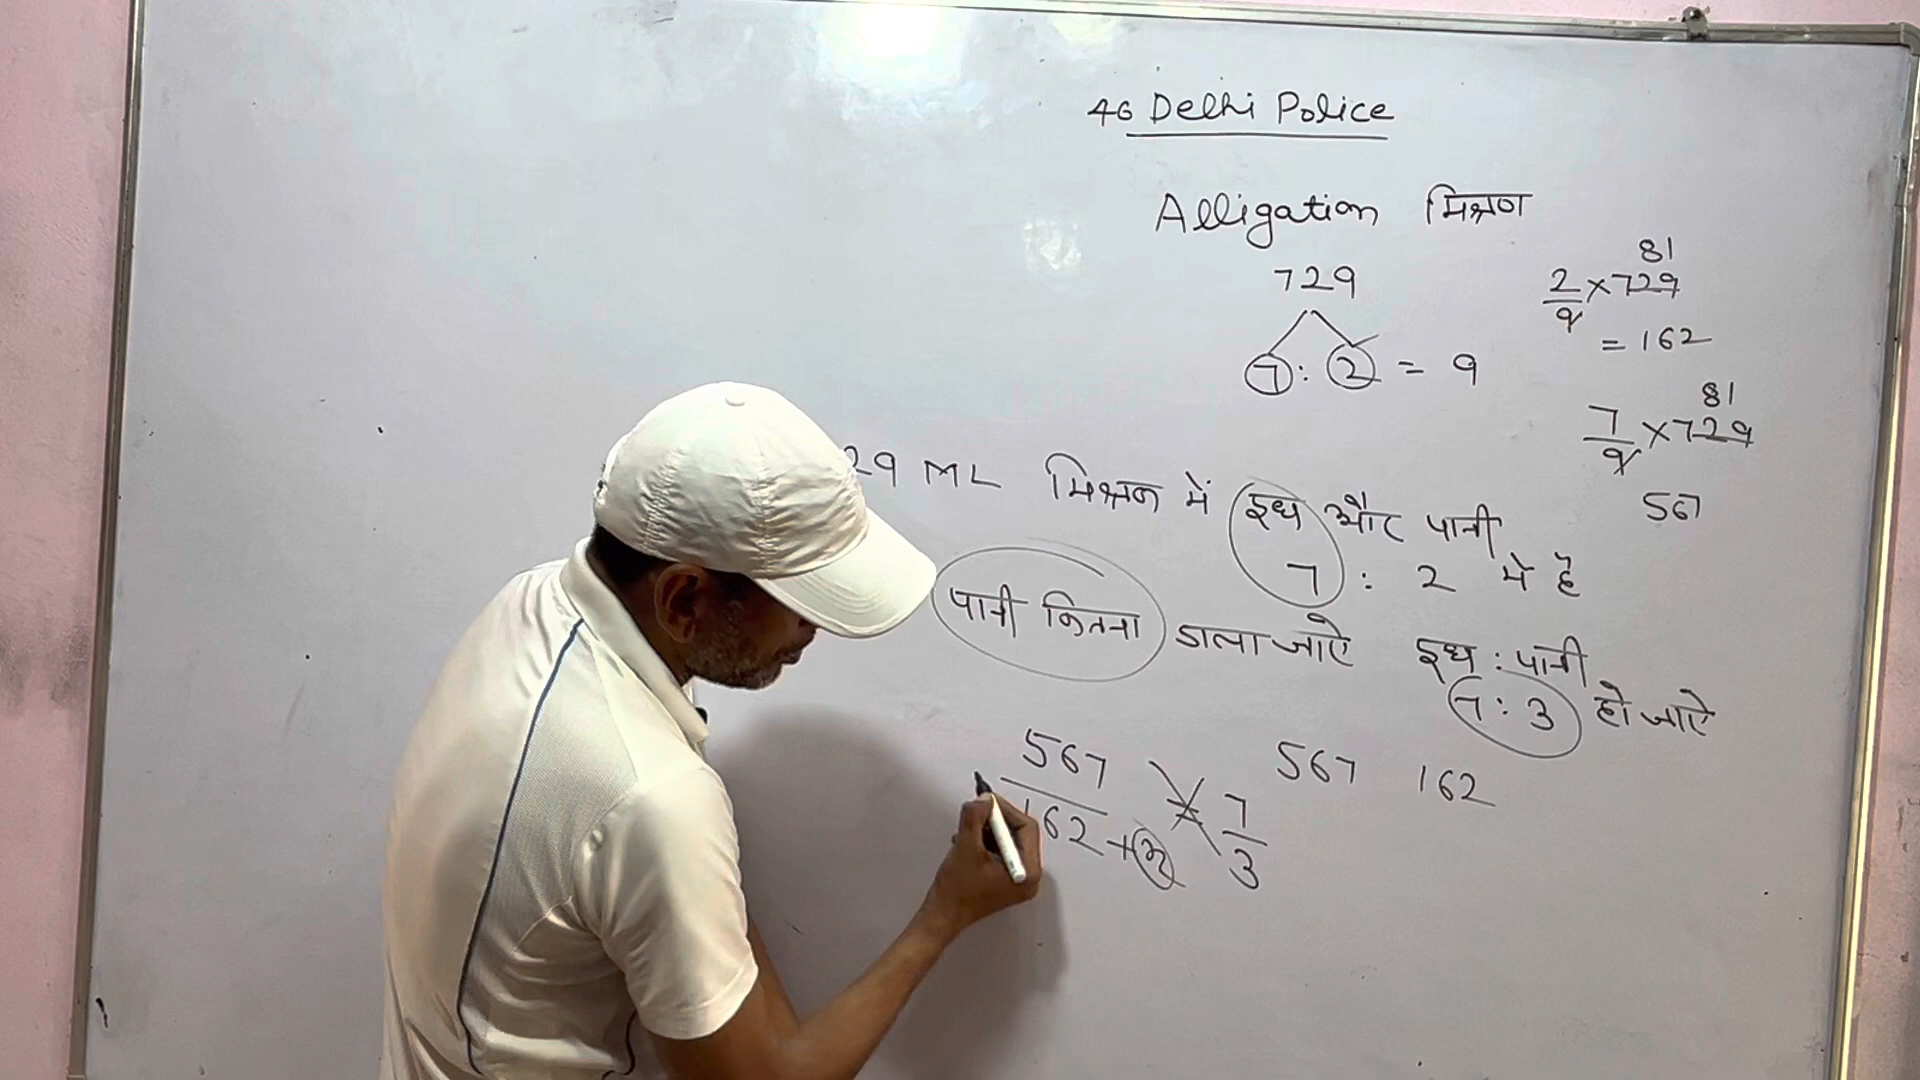 46 Delhi Police
Alligation मिश्रण
729
7 : 2 = 9
81
2/9 × 729
= 162
81
7/9 × 729
567
29 ML मिश्रण में दूध और पानी
7 : 2 में है
पानी कितना डाला जाऐ दूध : पानी
7 : 3 हो जाऐ
567/162+x = 7/3
567 162